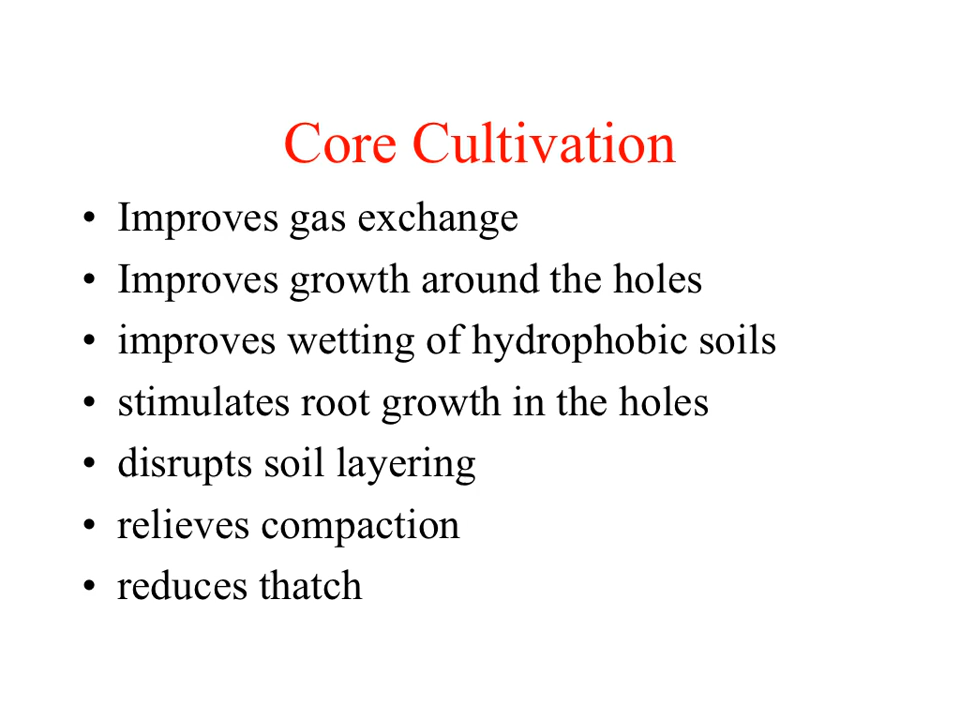 Core Cultivation
• Improves gas exchange
• Improves growth around the holes
• improves wetting of hydrophobic soils
• stimulates root growth in the holes
• disrupts soil layering
• relieves compaction
• reduces thatch